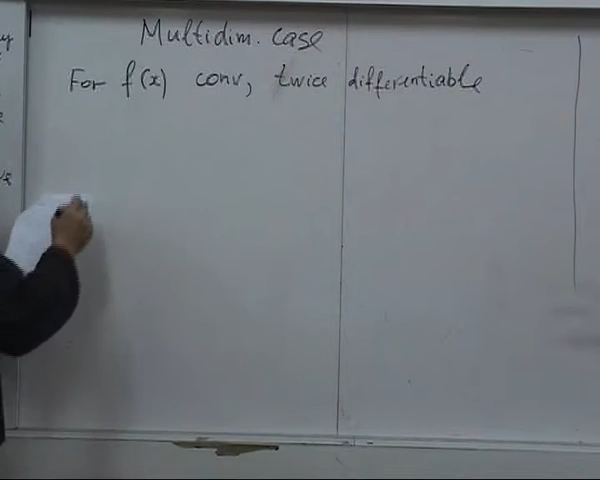 Multidim. case
For f(x) conv, twice differentiable